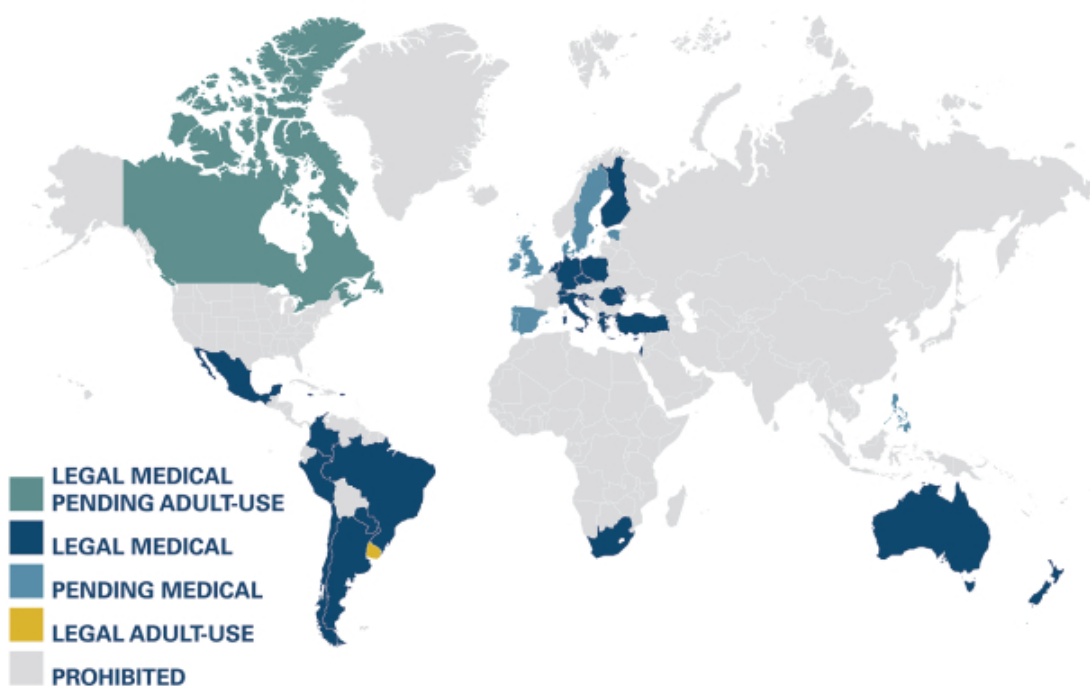 LEGAL MEDICAL
PENDING ADULT-USE
LEGAL MEDICAL
PENDING MEDICAL
LEGAL ADULT-USE
PROHIBITED